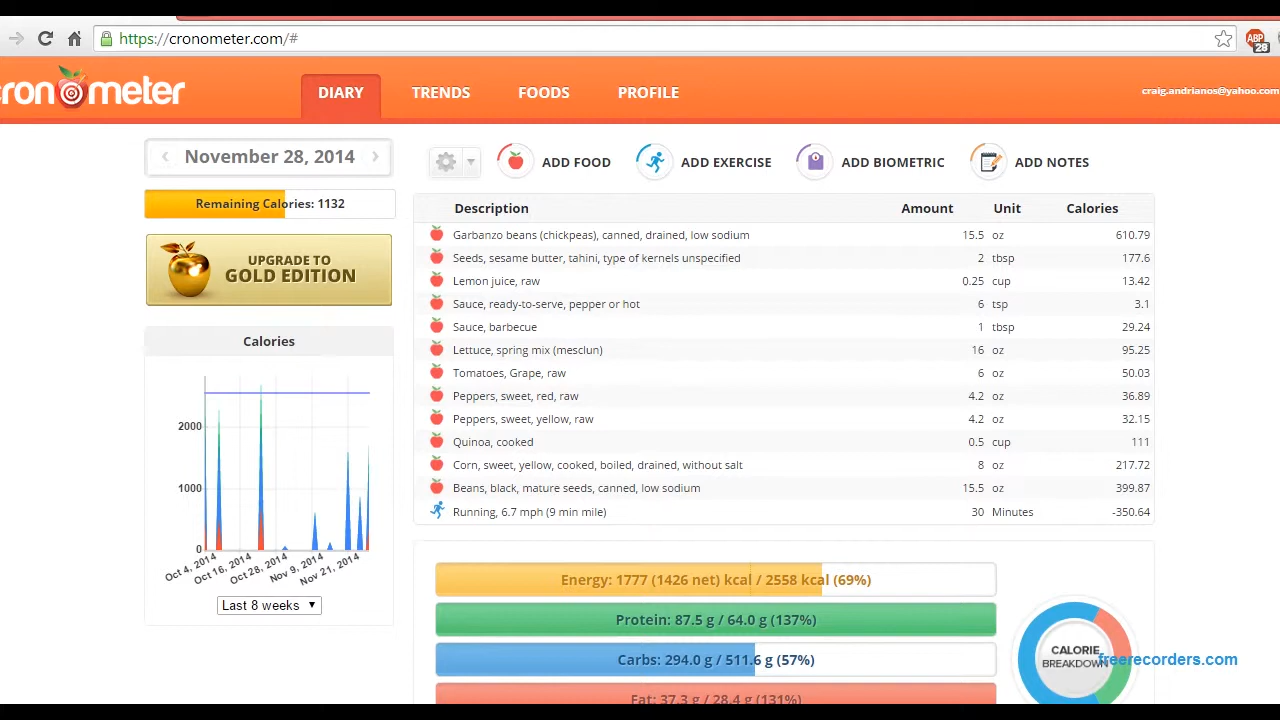 https://cronometer.com/#
ABP
28
cronometer
DIARY
TRENDS
FOODS
PROFILE
craig.andrianos@yahoo.com
November 28, 2014
ADD FOOD
ADD EXERCISE
ADD BIOMETRIC
ADD NOTES
Remaining Calories: 1132
UPGRADE TO
GOLD EDITION
Description Amount Unit Calories
Garbanzo beans (chickpeas), canned, drained, low sodium 15.5 oz 610.79
Seeds, sesame butter, tahini, type of kernels unspecified 2 tbsp 177.6
Lemon juice, raw 0.25 cup 13.42
Sauce, ready-to-serve, pepper or hot 6 tsp 3.1
Sauce, barbecue 1 tbsp 29.24
Lettuce, spring mix (mesclun) 16 oz 95.25
Tomatoes, Grape, raw 6 oz 50.03
Peppers, sweet, red, raw 4.2 oz 36.89
Peppers, sweet, yellow, raw 4.2 oz 32.15
Quinoa, cooked 0.5 cup 111
Corn, sweet, yellow, cooked, boiled, drained, without salt 8 oz 217.72
Beans, black, mature seeds, canned, low sodium 15.5 oz 399.87
Running, 6.7 mph (9 min mile) 30 Minutes -350.64
Calories
2000
1000
0
Oct 4, 2014 Oct 16, 2014 Oct 28, 2014 Nov 9, 2014 Nov 21, 2014
Last 8 weeks
Energy: 1777 (1426 net) kcal / 2558 kcal (69%)
Protein: 87.5 g / 64.0 g (137%)
Carbs: 294.0 g / 511.6 g (57%)
Fat: 37.3 g / 28.4 g (131%)
CALORIE
BREAKDOWN
freerecorders.com